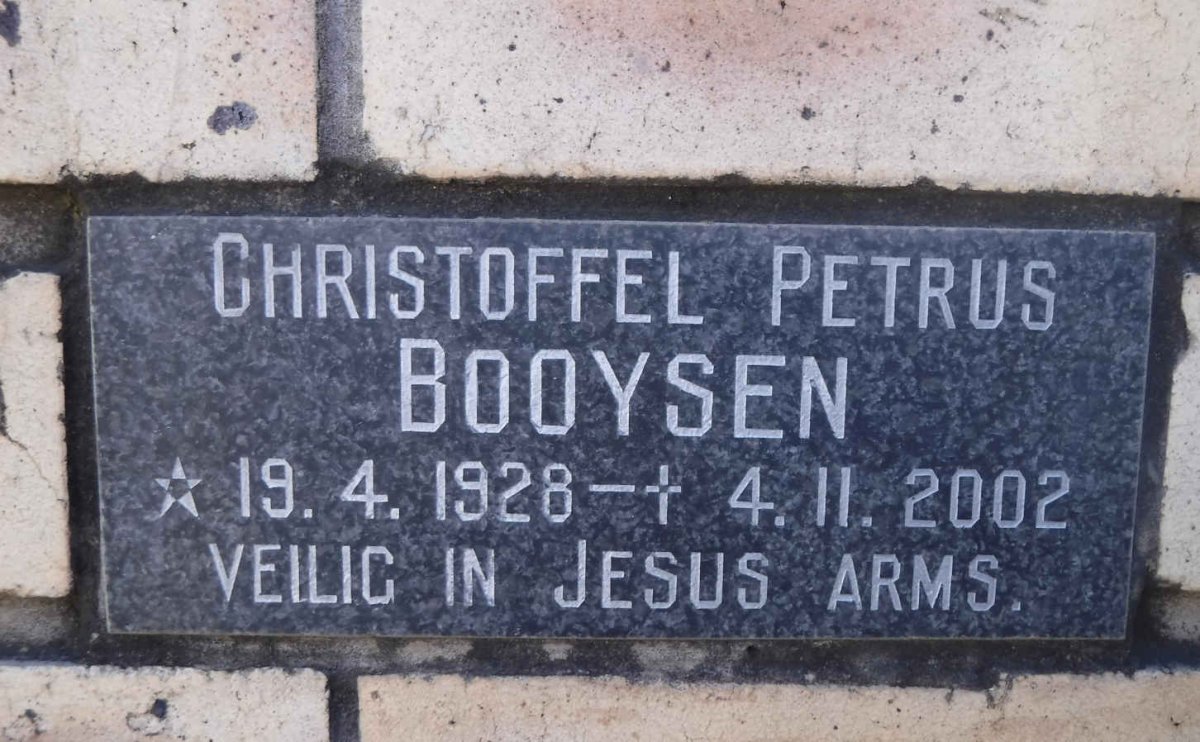 CHRISTOFFEL PETRUS
BOOYSEN
☆ 19. 4. 1928 – † 4. 11. 2002
VEILIG IN JESUS ARMS.